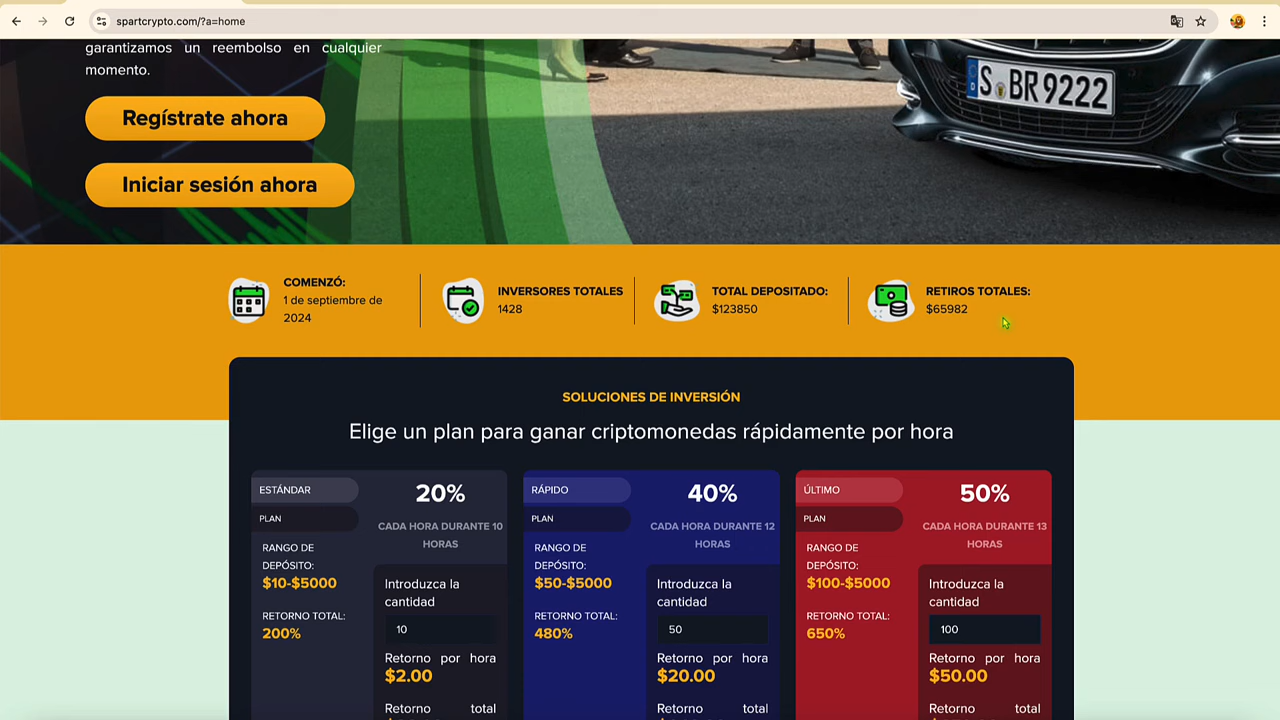 spartcrypto.com/?a=home
garantizamos un reembolso en cualquier
momento.
Regístrate ahora
Iniciar sesión ahora
S BR 9222
COMENZÓ:
1 de septiembre de
2024
INVERSORES TOTALES
1428
TOTAL DEPOSITADO:
$123850
RETIROS TOTALES:
$65982
SOLUCIONES DE INVERSIÓN
Elige un plan para ganar criptomonedas rápidamente por hora
ESTÁNDAR
PLAN
20%
CADA HORA DURANTE 10
HORAS
RANGO DE
DEPÓSITO:
$10-$5000
RETORNO TOTAL:
200%
Introduzca la
cantidad
10
Retorno por hora
$2.00
Retorno total
RÁPIDO
PLAN
40%
CADA HORA DURANTE 12
HORAS
RANGO DE
DEPÓSITO:
$50-$5000
RETORNO TOTAL:
480%
Introduzca la
cantidad
50
Retorno por hora
$20.00
Retorno total
ÚLTIMO
PLAN
50%
CADA HORA DURANTE 13
HORAS
RANGO DE
DEPÓSITO:
$100-$5000
RETORNO TOTAL:
650%
Introduzca la
cantidad
100
Retorno por hora
$50.00
Retorno total